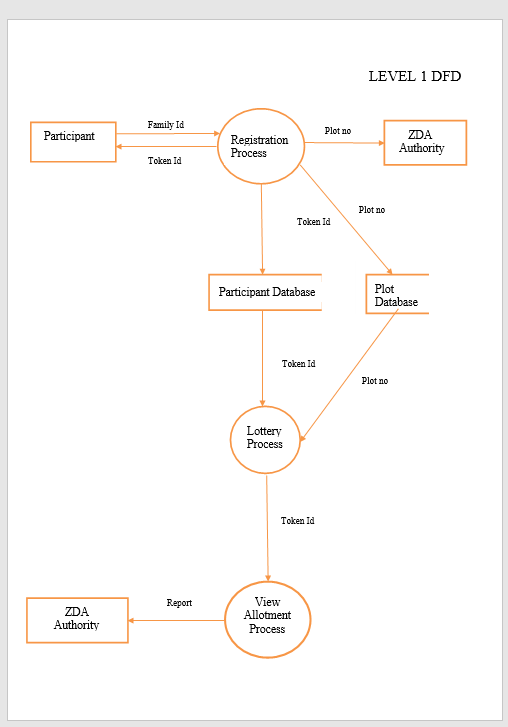 LEVEL 1 DFD
Participant
Family Id
Token Id
Registration
Process
Plot no
ZDA
Authority
Plot no
Token Id
Participant Database
Plot
Database
Token Id
Plot no
Lottery
Process
Token Id
View
Allotment
Process
Report
ZDA
Authority